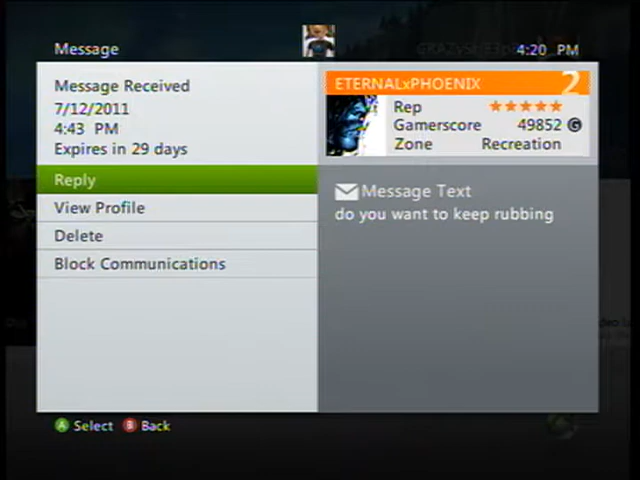 Message
4:20 PM
Message Received
7/12/2011
4:43 PM
Expires in 29 days
Reply
View Profile
Delete
Block Communications
ETERNALxPHOENIX 2
Rep
Gamerscore 49852 G
Zone Recreation
Message Text
do you want to keep rubbing
A Select B Back